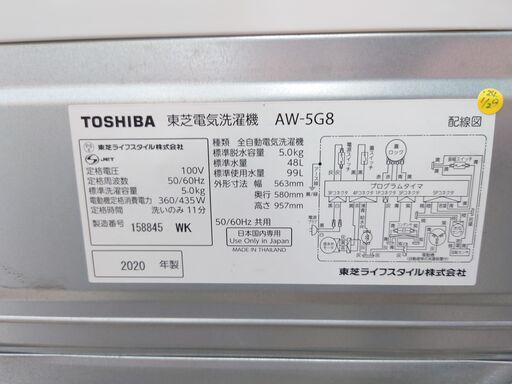 TOSHIBA 東芝電気洗濯機 AW-5G8 配線図
24
1/29
東芝ライフスタイル株式会社
JET
定格電圧 100V
定格周波数 50/60Hz
標準洗濯容量 5.0kg
電動機定格消費電力 360/435W
定格時間 洗いのみ 11分
製造番号 158845 WK
2020 年製
種類 全自動電気洗濯機
標準脱水容量 5.0kg
標準水量 48L
標準使用水量 99L
外形寸法 幅 563mm
奥行 580mm
高さ 957mm
50/60Hz 共用
日本国内専用
Use Only in Japan
MADE IN THAILAND
蓋
ロック
プログラムタイマ
東芝ライフスタイル株式会社